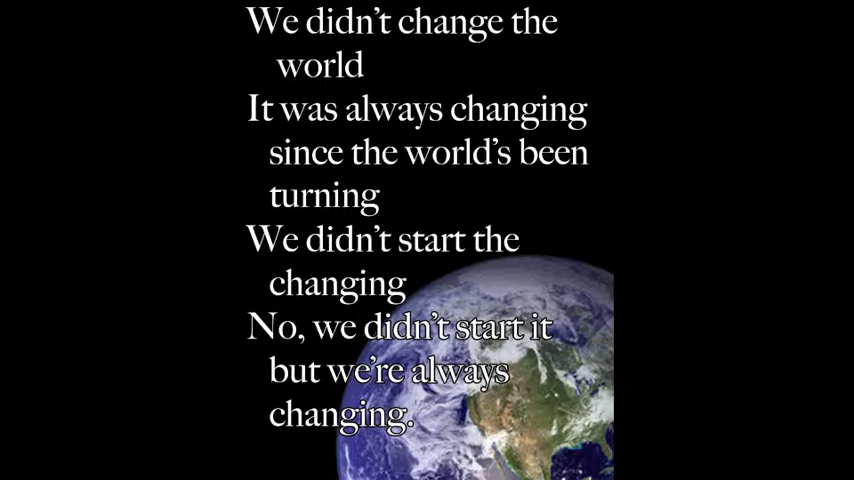 We didn't change the
world
It was always changing
since the world's been
turning
We didn't start the
changing
No, we didn't start it
but we're always
changing.